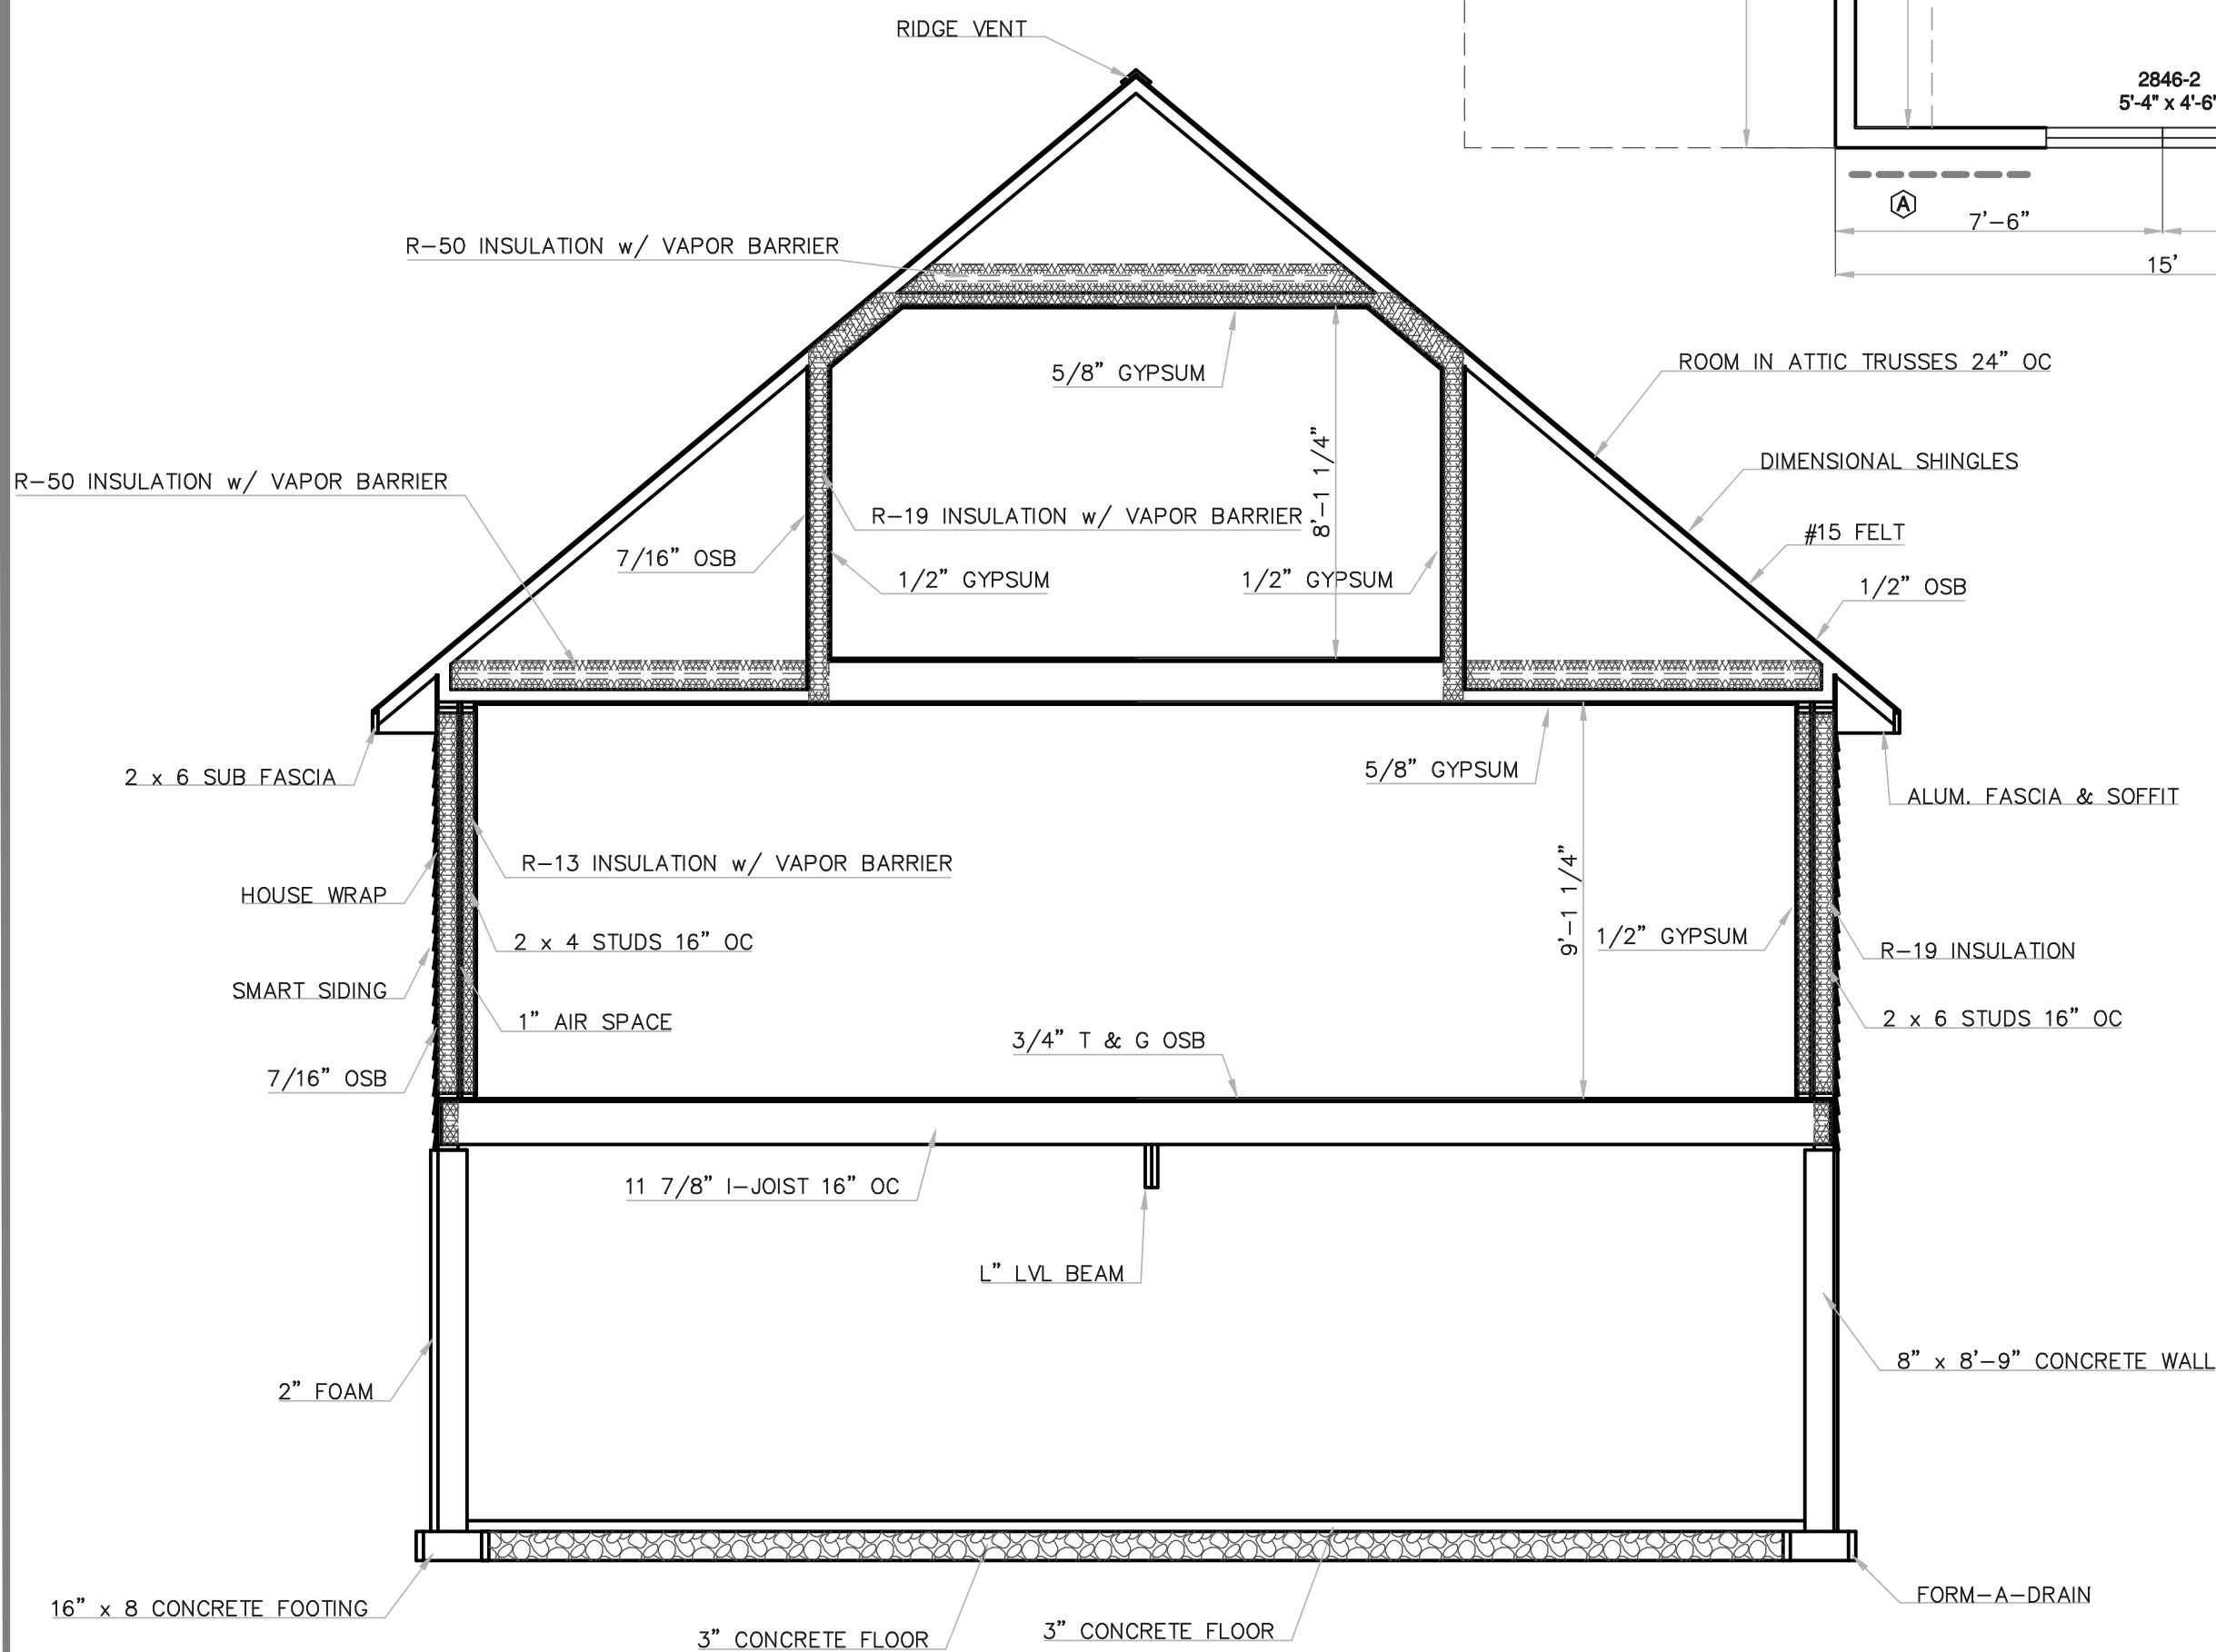 RIDGE VENT
2846-2
5'-4" x 4'-6"
A
7'-6"
15'
R-50 INSULATION w/ VAPOR BARRIER
5/8" GYPSUM
ROOM IN ATTIC TRUSSES 24" OC
8'-1 1/4"
DIMENSIONAL SHINGLES
R-50 INSULATION w/ VAPOR BARRIER
R-19 INSULATION w/ VAPOR BARRIER
#15 FELT
7/16" OSB
1/2" GYPSUM
1/2" GYPSUM
1/2" OSB
2 x 6 SUB FASCIA
5/8" GYPSUM
ALUM. FASCIA & SOFFIT
R-13 INSULATION w/ VAPOR BARRIER
HOUSE WRAP
9'-1 1/4"
2 x 4 STUDS 16" OC
1/2" GYPSUM
R-19 INSULATION
SMART SIDING
1" AIR SPACE
2 x 6 STUDS 16" OC
3/4" T & G OSB
7/16" OSB
11 7/8" I-JOIST 16" OC
L" LVL BEAM
2" FOAM
8" x 8'-9" CONCRETE WALL
16" x 8 CONCRETE FOOTING
3" CONCRETE FLOOR
3" CONCRETE FLOOR
FORM-A-DRAIN